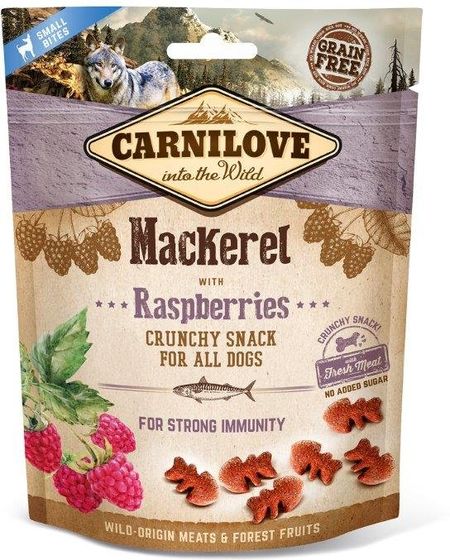 SMALL
BITES
GRAIN
FREE
CARNILOVE
into the Wild
Mackerel
WITH
Raspberries
CRUNCHY SNACK
FOR ALL DOGS
CRUNCHY SNACK!
with
Fresh Meat
NO ADDED SUGAR
FOR STRONG IMMUNITY
WILD-ORIGIN MEATS & FOREST FRUITS